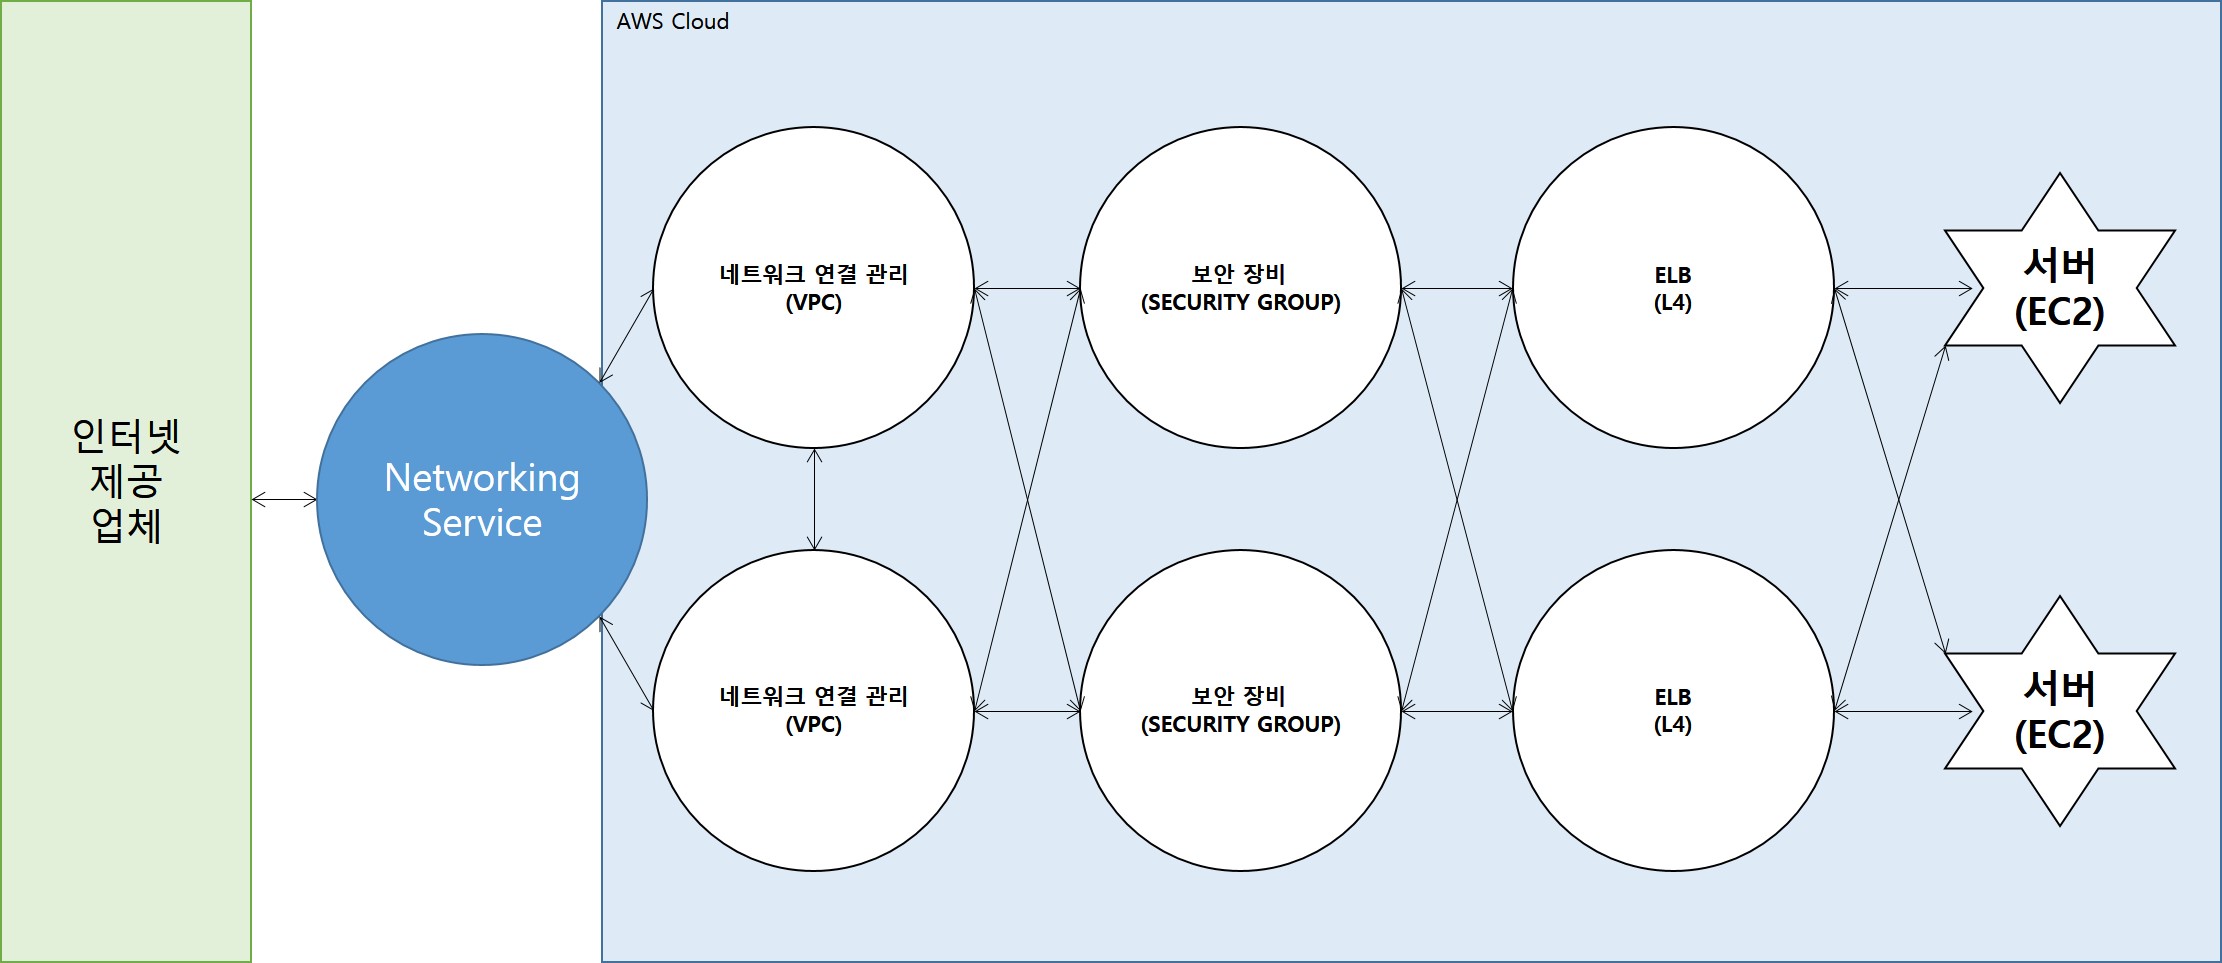 AWS Cloud
인터넷
제공
업체
Networking
Service
네트워크 연결 관리
(VPC)
보안 장비
(SECURITY GROUP)
ELB
(L4)
서버
(EC2)
네트워크 연결 관리
(VPC)
보안 장비
(SECURITY GROUP)
ELB
(L4)
서버
(EC2)